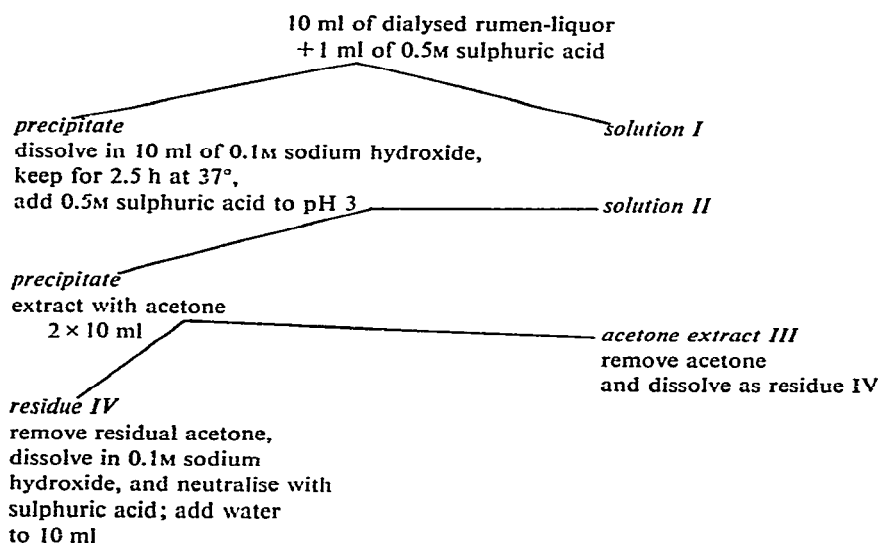 10 ml of dialysed rumen-liquor
+1 ml of 0.5M sulphuric acid
precipitate
dissolve in 10 ml of 0.1M sodium hydroxide,
keep for 2.5 h at 37°,
add 0.5M sulphuric acid to pH 3
solution I
solution II
precipitate
extract with acetone
2 × 10 ml
acetone extract III
remove acetone
and dissolve as residue IV
residue IV
remove residual acetone,
dissolve in 0.1M sodium
hydroxide, and neutralise with
sulphuric acid; add water
to 10 ml